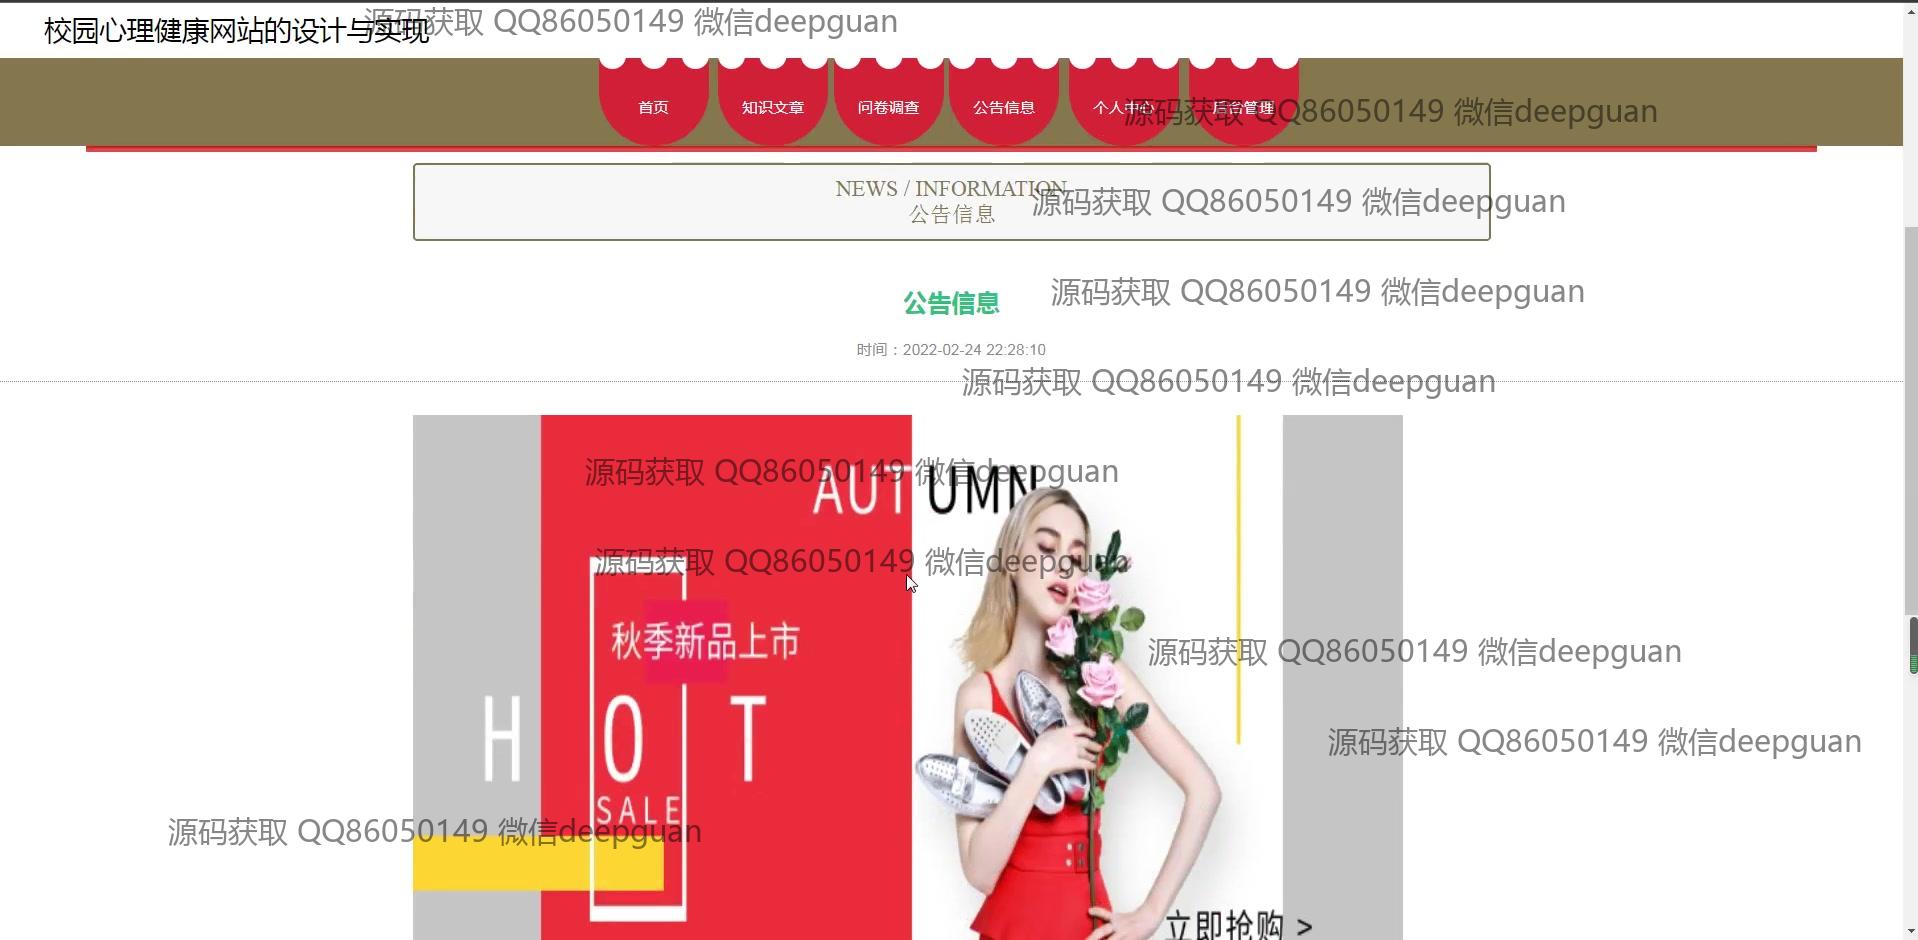 校园心理健康网站的设计与实现
源码获取 QQ86050149 微信deepguan
首页 知识文章 问卷调查 公告信息 个人中心 后台管理
源码获取 QQ86050149 微信deepguan
NEWS / INFORMATION
源码获取 QQ86050149 微信deepguan
公告信息
公告信息
源码获取 QQ86050149 微信deepguan
时间：2022-02-24 22:28:10
源码获取 QQ86050149 微信deepguan
源码获取 QQ86050149 微信deepguan
AUTUMN
源码获取 QQ86050149 微信deepguan
秋季新品上市
源码获取 QQ86050149 微信deepguan
HOT
源码获取 QQ86050149 微信deepguan
SALE
源码获取 QQ86050149 微信deepguan
立即抢购 >